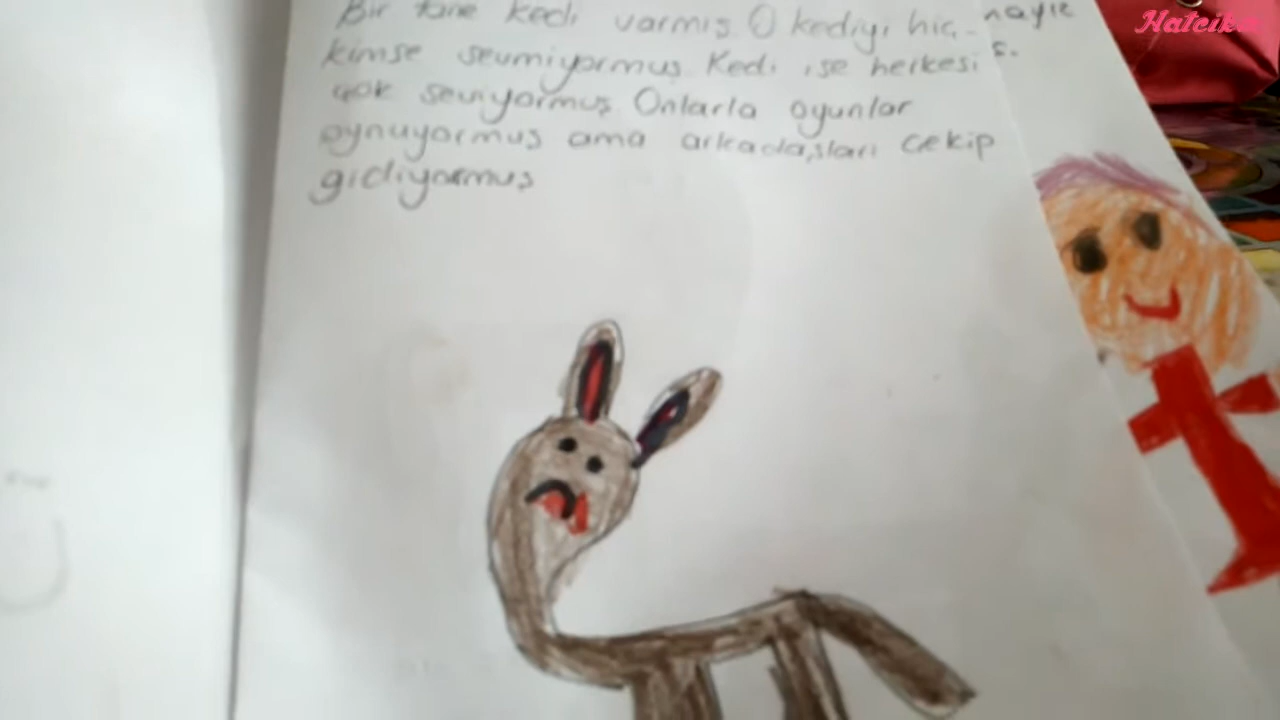 Bir tane kedi varmış. O kediyi hiç-
kimse sevmiyormuş. Kedi ise herkesi
çok seviyormuş. Onlarla oyunlar
oynuyormuş ama arkadaşları çekip
gidiyormuş
Hateika